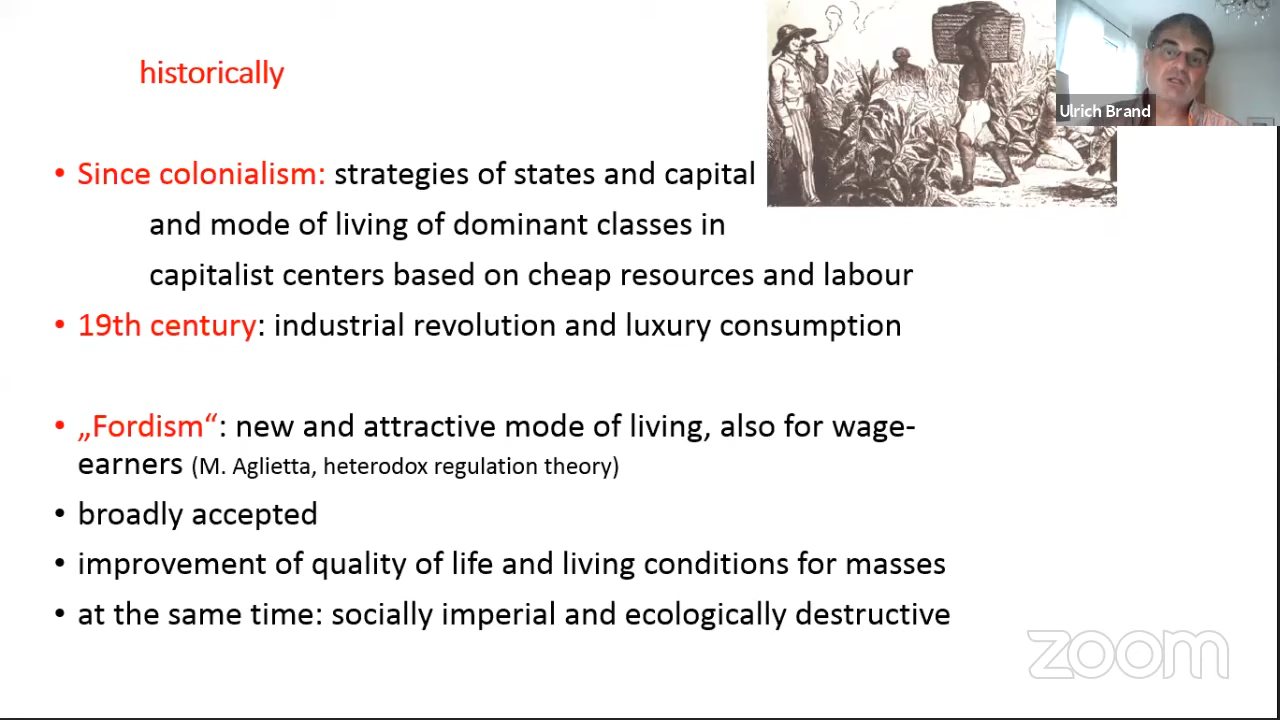 historically
Ulrich Brand
• Since colonialism: strategies of states and capital
and mode of living of dominant classes in
capitalist centers based on cheap resources and labour
• 19th century: industrial revolution and luxury consumption
• „Fordism“: new and attractive mode of living, also for wage-
earners (M. Aglietta, heterodox regulation theory)
• broadly accepted
• improvement of quality of life and living conditions for masses
• at the same time: socially imperial and ecologically destructive
zoom